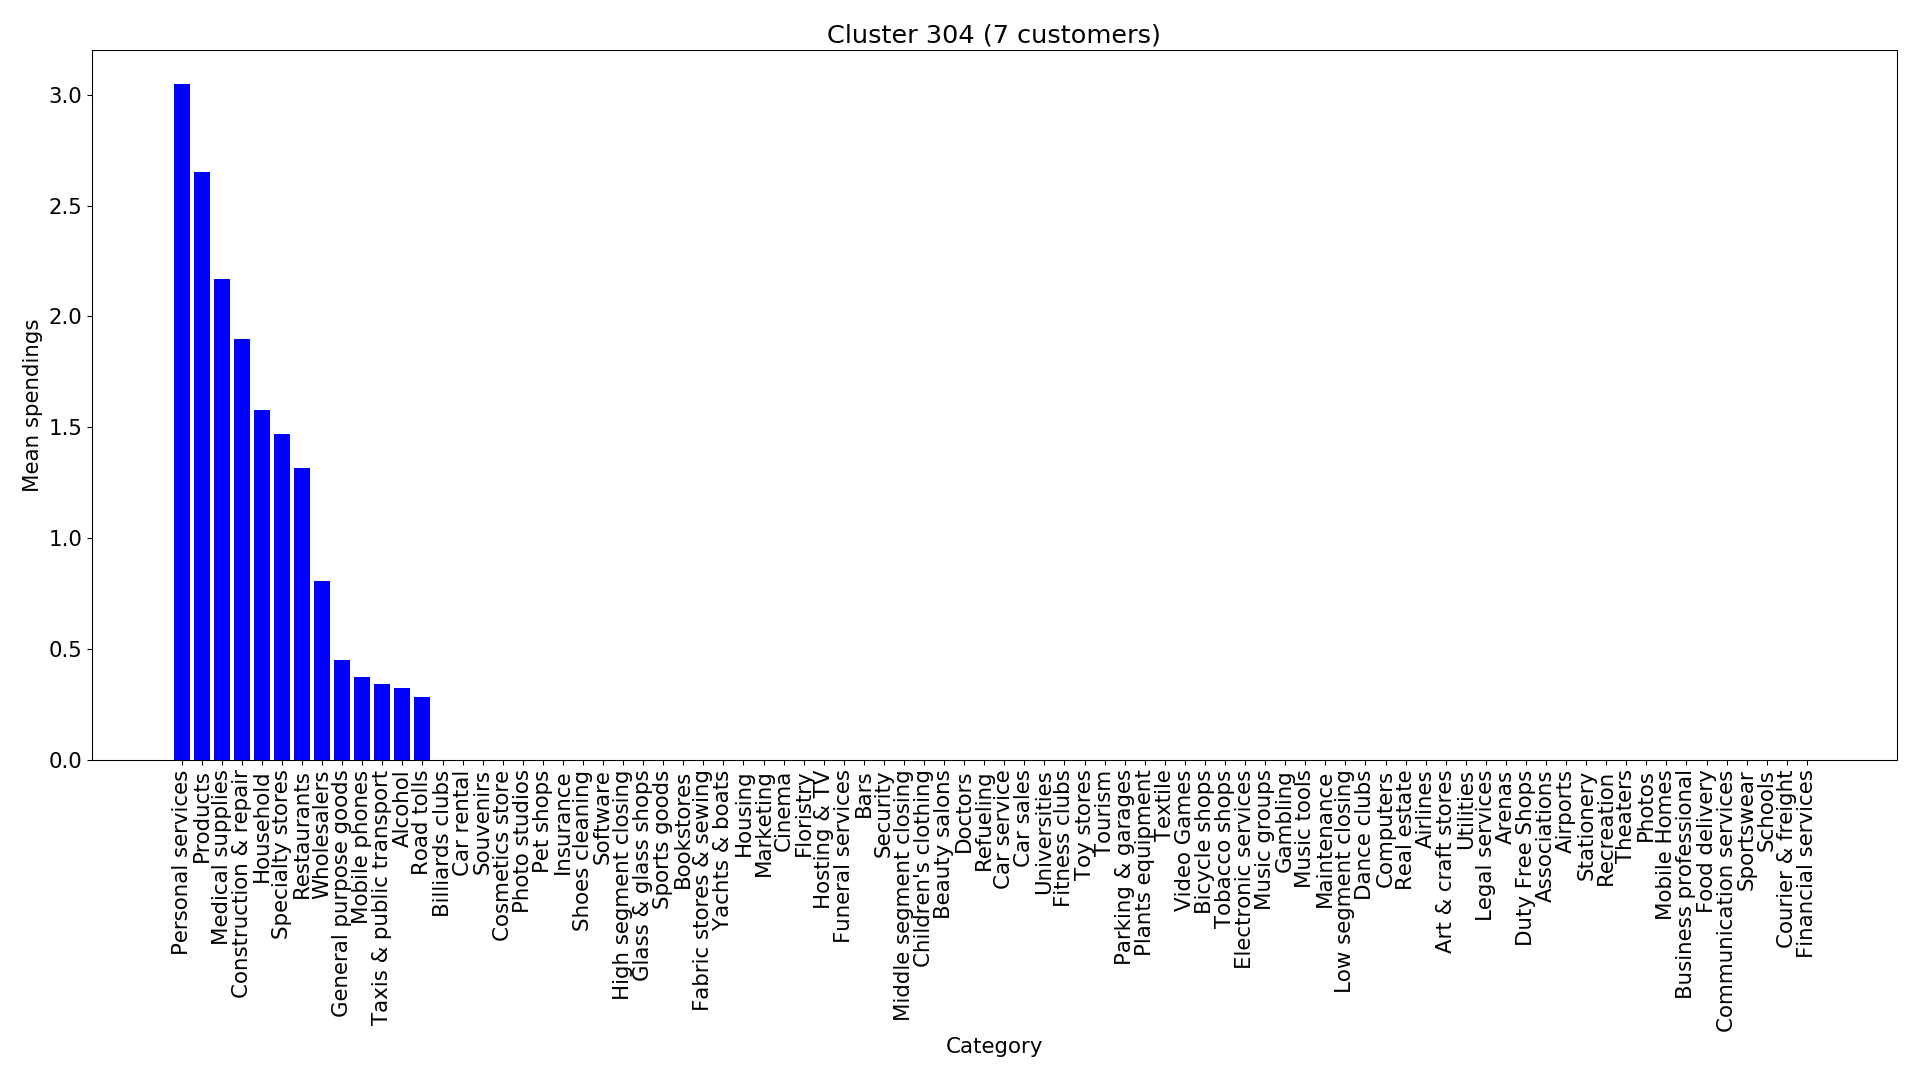 Cluster 304 (7 customers)
Mean spendings
3.0
2.5
2.0
1.5
1.0
0.5
0.0
Personal services
Products
Medical supplies
Construction & repair
Household
Specialty stores
Restaurants
Wholesalers
General purpose goods
Mobile phones
Taxis & public transport
Alcohol
Road tolls
Billiards clubs
Car rental
Souvenirs
Cosmetics store
Photo studios
Pet shops
Insurance
Shoes cleaning
Software
High segment closing
Glass & glass shops
Sports goods
Bookstores
Fabric stores & sewing
Yachts & boats
Housing
Marketing
Cinema
Floristry
Hosting & TV
Funeral services
Bars
Security
Middle segment closing
Children's clothing
Beauty salons
Doctors
Refueling
Car service
Car sales
Universities
Fitness clubs
Toy stores
Tourism
Parking & garages
Plants equipment
Textile
Video Games
Bicycle shops
Tobacco shops
Electronic services
Music groups
Gambling
Music tools
Maintenance
Low segment closing
Dance clubs
Computers
Real estate
Airlines
Art & craft stores
Utilities
Legal services
Arenas
Duty Free Shops
Associations
Airports
Stationery
Recreation
Theaters
Photos
Mobile Homes
Business professional
Food delivery
Communication services
Sportswear
Schools
Courier & freight
Financial services
Category